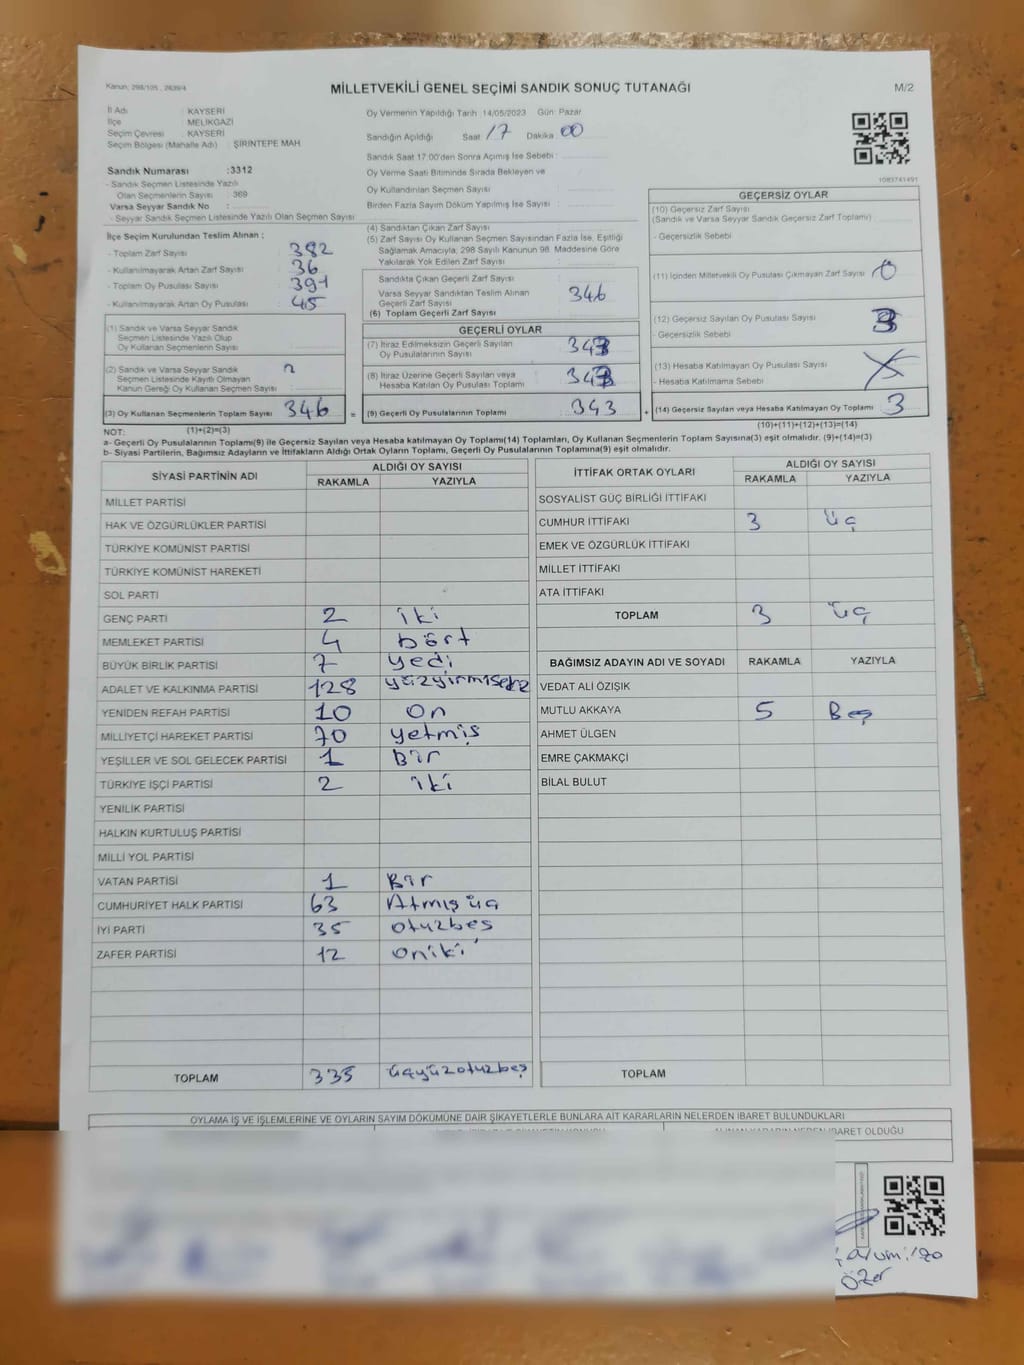 Kanun: 298/105 , 2839/4
MİLLETVEKİLİ GENEL SEÇİMİ SANDIK SONUÇ TUTANAĞI
M/2
İl Adı : KAYSERİ
İlçe : MELİKGAZİ
Seçim Çevresi : KAYSERİ
Seçim Bölgesi (Mahalle Adı) : ŞİRİNTEPE MAH
Sandık Numarası :3312
- Sandık Seçmen Listesinde Yazılı
Olan Seçmenlerin Sayısı : 369
Varsa Seyyar Sandık No :
- Seyyar Sandık Seçmen Listesinde Yazılı Olan Seçmen Sayısı
Oy Vermenin Yapıldığı Tarih :14/05/2023 Gün: Pazar
Sandığın Açıldığı Saat 17 Dakika : 00
Sandık Saat 17:00'den Sonra Açımış İse Sebebi :
Oy Verme Saati Bitiminde Sırada Bekleyen ve
Oy Kullandırılan Seçmen Sayısı :
Birden Fazla Sayım Döküm Yapılmış İse Sayısı :
1083741491
İlçe Seçim Kurulundan Teslim Alınan ;
- Toplam Zarf Sayısı : 382
- Kullanılmayarak Artan Zarf Sayısı : 36
- Toplam Oy Pusulası Sayısı : 391
- Kullanılmayarak Artan Oy Pusulası : 45
(1) Sandık ve Varsa Seyyar Sandık
Seçmen Listesinde Yazılı Olup
Oy Kullanan Seçmenlerin Sayısı :
(2) Sandık ve Varsa Seyyar Sandık
Seçmen Listesinde Kayıtlı Olmayan
Kanun Gereği Oy Kullanan Seçmen Sayısı :
(3) Oy Kullanan Seçmenlerin Toplam Sayısı : 346
(1)+(2)=(3)
(4) Sandıktan Çıkan Zarf Sayısı :
(5) Zarf Sayısı Oy Kullanan Seçmen Sayısından Fazla İse, Eşitliği
Sağlamak Amacıyla; 298 Sayılı Kanunun 98. Maddesine Göre
Yakılarak Yok Edilen Zarf Sayısı :
Sandıkta Çıkan Geçerli Zarf Sayısı
Varsa Seyyar Sandıktan Teslim Alınan
Geçerli Zarf Sayısı
(6) Toplam Geçerli Zarf Sayısı : 346
GEÇERLİ OYLAR
(7) İtiraz Edilmeksizin Geçerli Sayılan
Oy Pusulalarının Sayısı : 343
(8) İtiraz Üzerine Geçerli Sayılan veya
Hesaba Katılan Oy Pusulası Toplamı : 343
= (9) Geçerli Oy Pusulalarının Toplamı : 343
GEÇERSİZ OYLAR
(10) Geçersiz Zarf Sayısı
(Sandık ve Varsa Seyyar Sandık Geçersiz Zarf Toplamı)
- Geçersizlik Sebebi
(11) İçinden Milletvekili Oy Pusulası Çıkmayan Zarf Sayısı : 0
(12) Geçersiz Sayılan Oy Pusulası Sayısı : 3
- Geçersizlik Sebebi
(13) Hesaba Katılmayan Oy Pusulası Sayısı
- Hesaba Katılmama Sebebi
+ (14) Geçersiz Sayılan veya Hesaba Katılmayan Oy Toplamı : 3
(10)+(11)+(12)+(13)=(14)
NOT:
a- Geçerli Oy Pusulalarının Toplamı(9) ile Geçersiz Sayılan veya Hesaba katılmayan Oy Toplamı(14) Toplamları, Oy Kullanan Seçmenlerin Toplam Sayısına(3) eşit olmalıdır. (9)+(14)=(3)
b- Siyasi Partilerin, Bağımsız Adayların ve İttifakların Aldığı Ortak Oyların Toplamı, Geçerli Oy Pusulalarının Toplamına(9) eşit olmalıdır.
SİYASİ PARTİNİN ADI ALDIĞI OY SAYISI
RAKAMLA YAZIYLA
MİLLET PARTİSİ
HAK VE ÖZGÜRLÜKLER PARTİSİ
TÜRKİYE KOMÜNİST PARTİSİ
TÜRKİYE KOMÜNİST HAREKETİ
SOL PARTİ
GENÇ PARTİ 2 iki
MEMLEKET PARTİSİ 4 Dört
BÜYÜK BİRLİK PARTİSİ 7 yedi
ADALET VE KALKINMA PARTİSİ 128 yüzyirmisekiz
YENİDEN REFAH PARTİSİ 10 On
MİLLİYETÇİ HAREKET PARTİSİ 70 yetmiş
YEŞİLLER VE SOL GELECEK PARTİSİ 1 Bir
TÜRKİYE İŞÇİ PARTİSİ 2 iki
YENİLİK PARTİSİ
HALKIN KURTULUŞ PARTİSİ
MİLLİ YOL PARTİSİ
VATAN PARTİSİ 1 Bir
CUMHURİYET HALK PARTİSİ 63 Atmış üç
İYİ PARTİ 35 otuzbeş
ZAFER PARTİSİ 12 oniki
TOPLAM 335 üçyüzotuzbeş
İTTİFAK ORTAK OYLARI ALDIĞI OY SAYISI
RAKAMLA YAZIYLA
SOSYALİST GÜÇ BİRLİĞİ İTTİFAKI
CUMHUR İTTİFAKI 3 üç
EMEK VE ÖZGÜRLÜK İTTİFAKI
MİLLET İTTİFAKI
ATA İTTİFAKI
TOPLAM 3 üç
BAĞIMSIZ ADAYIN ADI VE SOYADI RAKAMLA YAZIYLA
VEDAT ALİ ÖZIŞIK
MUTLU AKKAYA 5 Beş
AHMET ÜLGEN
EMRE ÇAKMAKÇI
BİLAL BULUT
TOPLAM
OYLAMA İŞ VE İŞLEMLERİNE VE OYLARIN SAYIM DÖKÜMÜNE DAİR ŞİKAYETLERLE BUNLARA AİT KARARLARIN NELERDEN İBARET BULUNDUKLARI
ALINAN KARARIN NEDEN İBARET OLDUĞU
Özer